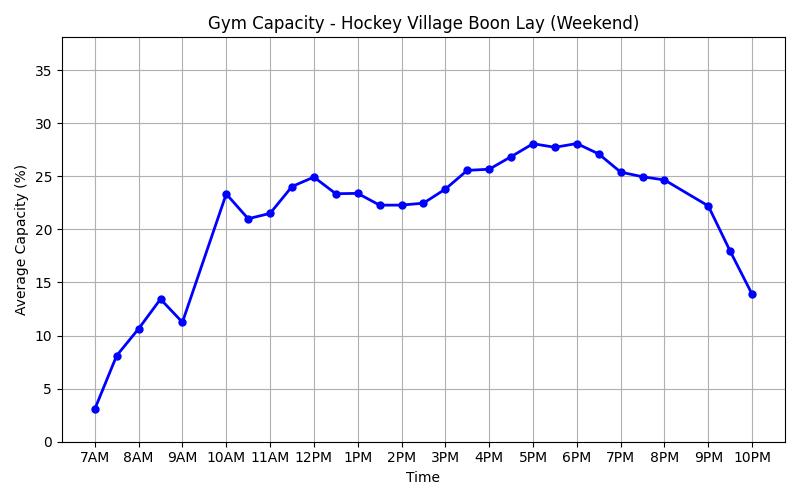 Gym Capacity - Hockey Village Boon Lay (Weekend)
Average Capacity (%)
35
30
25
20
15
10
5
0
7AM 8AM 9AM 10AM 11AM 12PM 1PM 2PM 3PM 4PM 5PM 6PM 7PM 8PM 9PM 10PM
Time